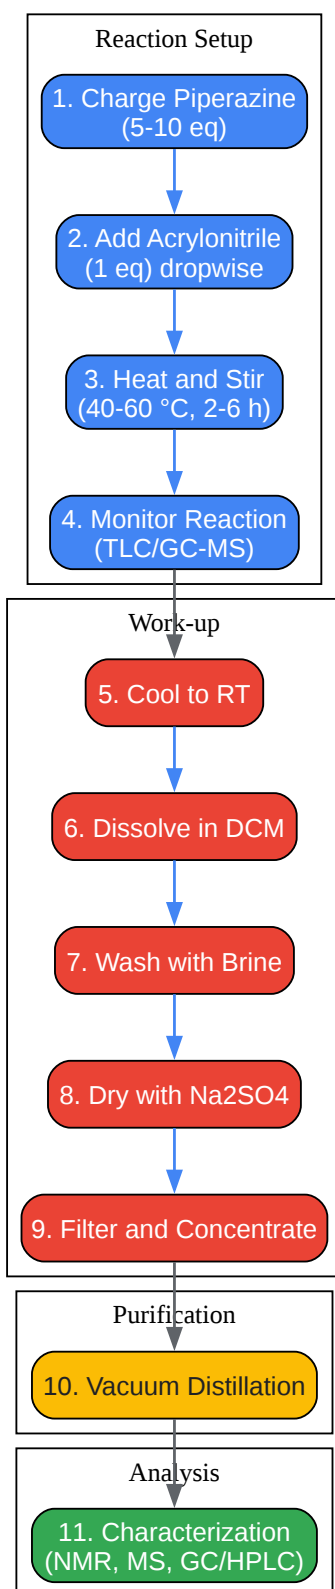 Reaction Setup
1. Charge Piperazine
(5-10 eq)
2. Add Acrylonitrile
(1 eq) dropwise
3. Heat and Stir
(40-60 °C, 2-6 h)
4. Monitor Reaction
(TLC/GC-MS)
Work-up
5. Cool to RT
6. Dissolve in DCM
7. Wash with Brine
8. Dry with Na2SO4
9. Filter and Concentrate
Purification
10. Vacuum Distillation
Analysis
11. Characterization
(NMR, MS, GC/HPLC)